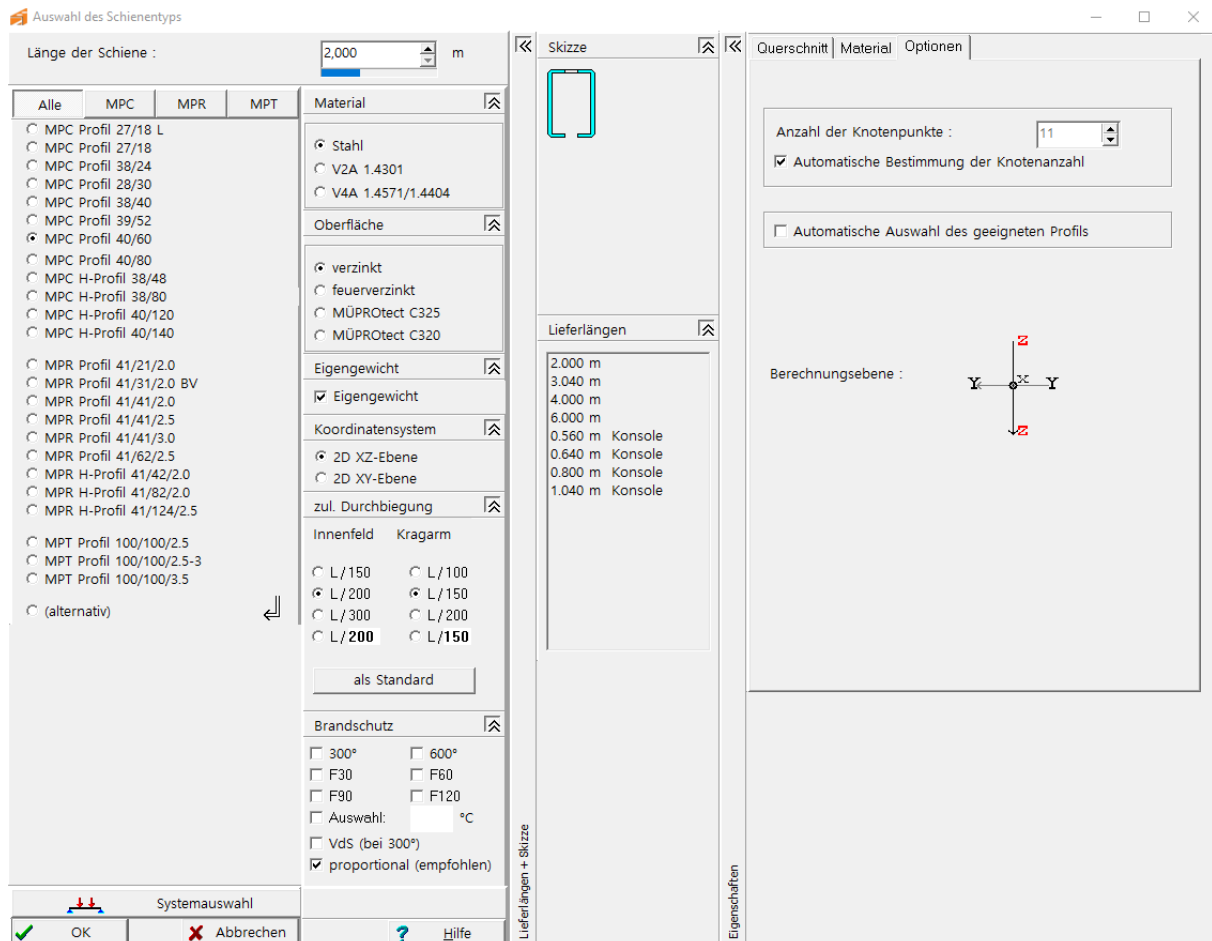 Auswahl des Schienentyps
Länge der Schiene :
2,000
m
Alle
MPC
MPR
MPT
MPC Profil 27/18 L
MPC Profil 27/18
MPC Profil 38/24
MPC Profil 28/30
MPC Profil 38/40
MPC Profil 39/52
MPC Profil 40/60
MPC Profil 40/80
MPC H-Profil 38/48
MPC H-Profil 38/80
MPC H-Profil 40/120
MPC H-Profil 40/140
MPR Profil 41/21/2.0
MPR Profil 41/31/2.0 BV
MPR Profil 41/41/2.0
MPR Profil 41/41/2.5
MPR Profil 41/41/3.0
MPR Profil 41/62/2.5
MPR H-Profil 41/42/2.0
MPR H-Profil 41/82/2.0
MPR H-Profil 41/124/2.5
MPT Profil 100/100/2.5
MPT Profil 100/100/2.5-3
MPT Profil 100/100/3.5
(alternativ)
Systemauswahl
OK
Abbrechen
Material
Stahl
V2A 1.4301
V4A 1.4571/1.4404
Oberfläche
verzinkt
feuerverzinkt
MÜPROtect C325
MÜPROtect C320
Eigengewicht
Eigengewicht
Koordinatensystem
2D XZ-Ebene
2D XY-Ebene
zul. Durchbiegung
Innenfeld Kragarm
L/150 L/100
L/200 L/150
L/300 L/200
L/200 L/150
als Standard
Brandschutz
300° 600°
F30 F60
F90 F120
Auswahl: °C
VdS (bei 300°)
proportional (empfohlen)
? Hilfe
Lieferlängen + Skizze
Skizze
Lieferlängen
2.000 m
3.040 m
4.000 m
6.000 m
0.560 m Konsole
0.640 m Konsole
0.800 m Konsole
1.040 m Konsole
Eigenschaften
Querschnitt
Material
Optionen
Anzahl der Knotenpunkte :
11
Automatische Bestimmung der Knotenanzahl
Automatische Auswahl des geeigneten Profils
Berechnungsebene :
Z
Y X Y
Z